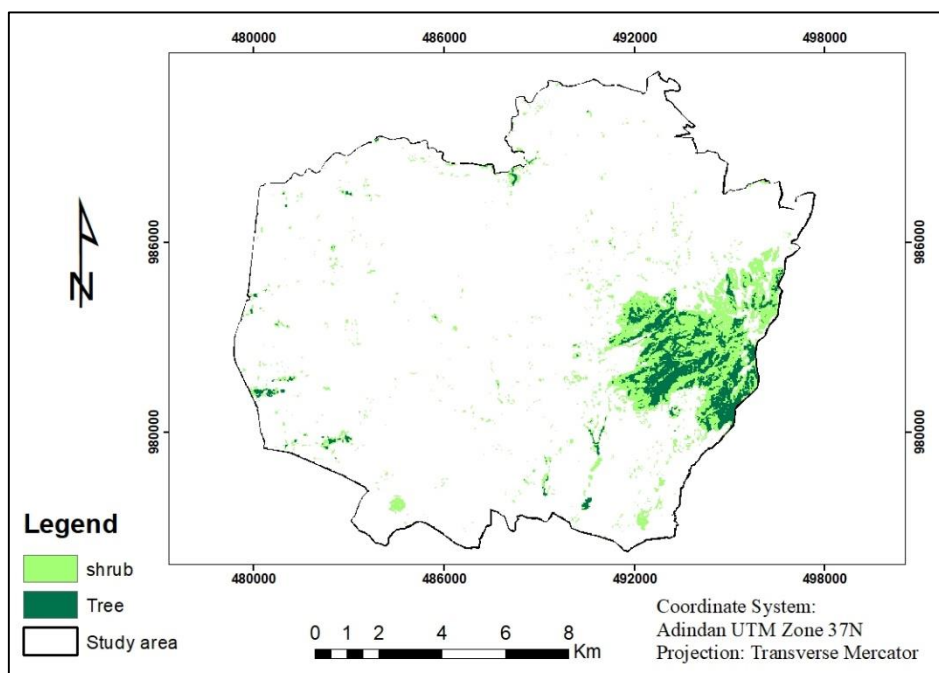 480000 486000 492000 498000
986000 986000
980000 980000
N
Legend
shrub
Tree
Study area
480000 486000 492000 498000
0 1 2 4 6 8
Km
Coordinate System:
Adindan UTM Zone 37N
Projection: Transverse Mercator